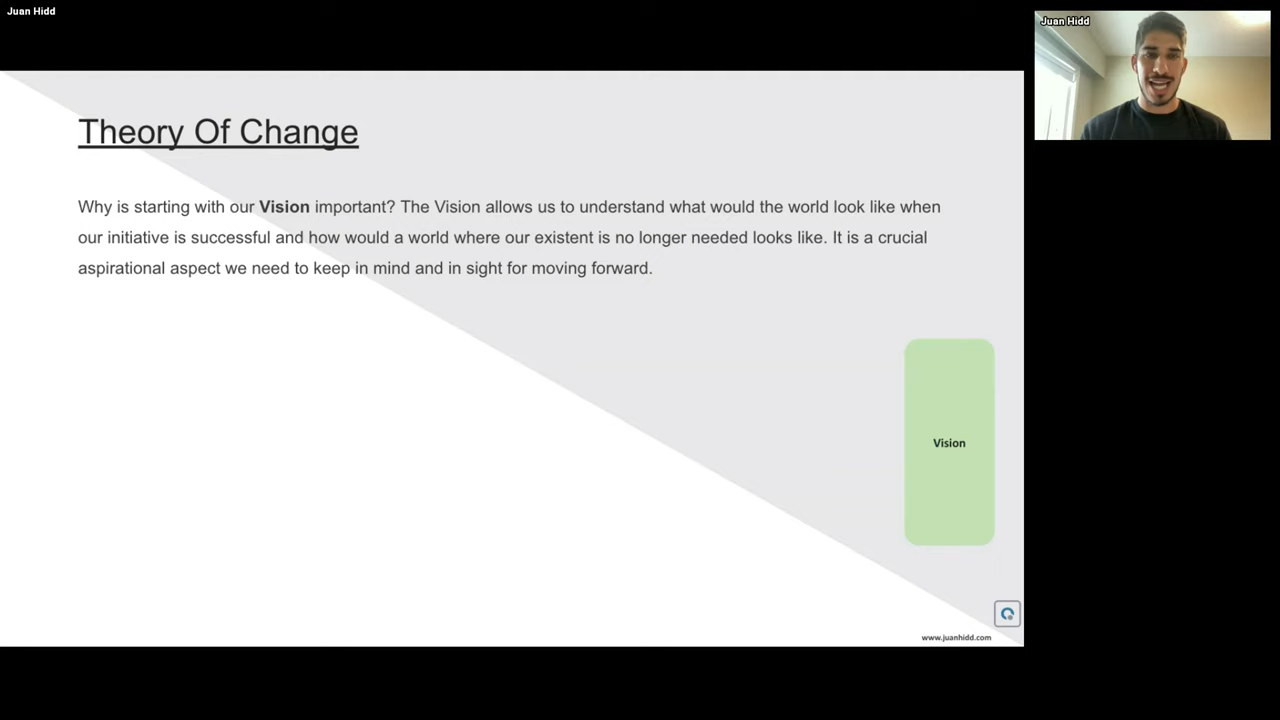 Juan Hidd
Juan Hidd
Theory Of Change
Why is starting with our Vision important? The Vision allows us to understand what would the world look like when
our initiative is successful and how would a world where our existent is no longer needed looks like. It is a crucial
aspirational aspect we need to keep in mind and in sight for moving forward.
Vision
www.juanhidd.com